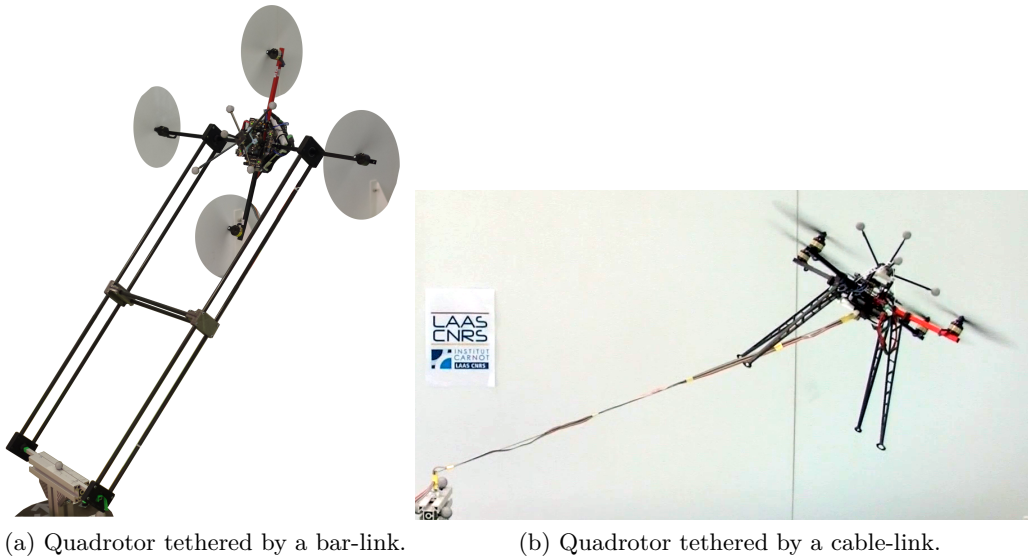 LAAS
CNRS
INSTITUT
CARNOT
LAAS CNRS
(a) Quadrotor tethered by a bar-link.
(b) Quadrotor tethered by a cable-link.